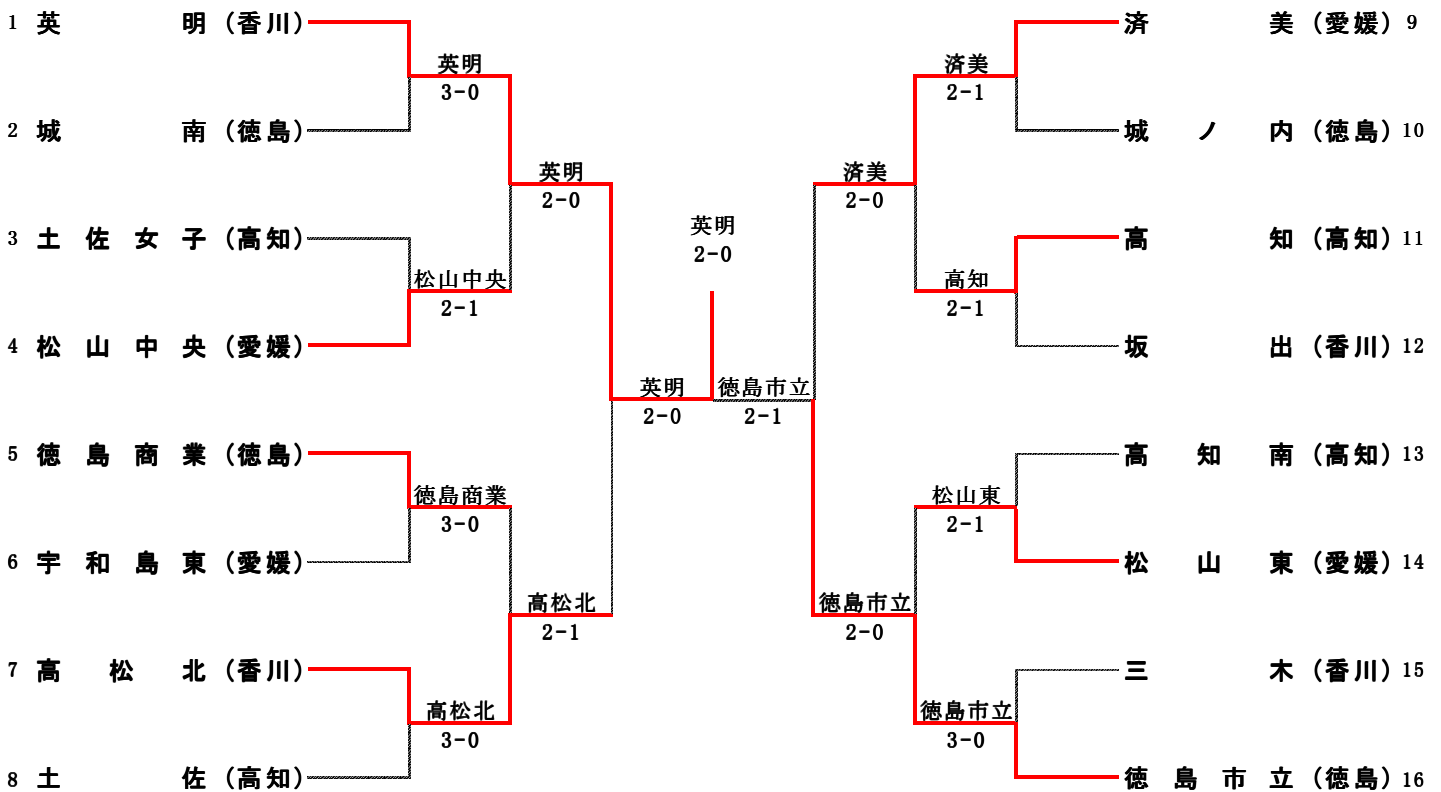 1 英明 (香川)
英明
3-0
2 城南 (徳島)
英明
2-0
3 土佐女子 (高知)
松山中央
2-1
4 松山中央 (愛媛)
英明
2-0
5 徳島商業 (徳島)
徳島商業
3-0
6 宇和島東 (愛媛)
高松北
2-1
7 高松北 (香川)
高松北
3-0
8 土佐 (高知)
英明
2-0
済美 (愛媛) 9
済美
2-1
城ノ内 (徳島) 10
済美
2-0
高知 (高知) 11
高知
2-1
坂出 (香川) 12
徳島市立
2-1
高知南 (高知) 13
松山東
2-1
松山東 (愛媛) 14
徳島市立
2-0
三木 (香川) 15
徳島市立
3-0
徳島市立 (徳島) 16